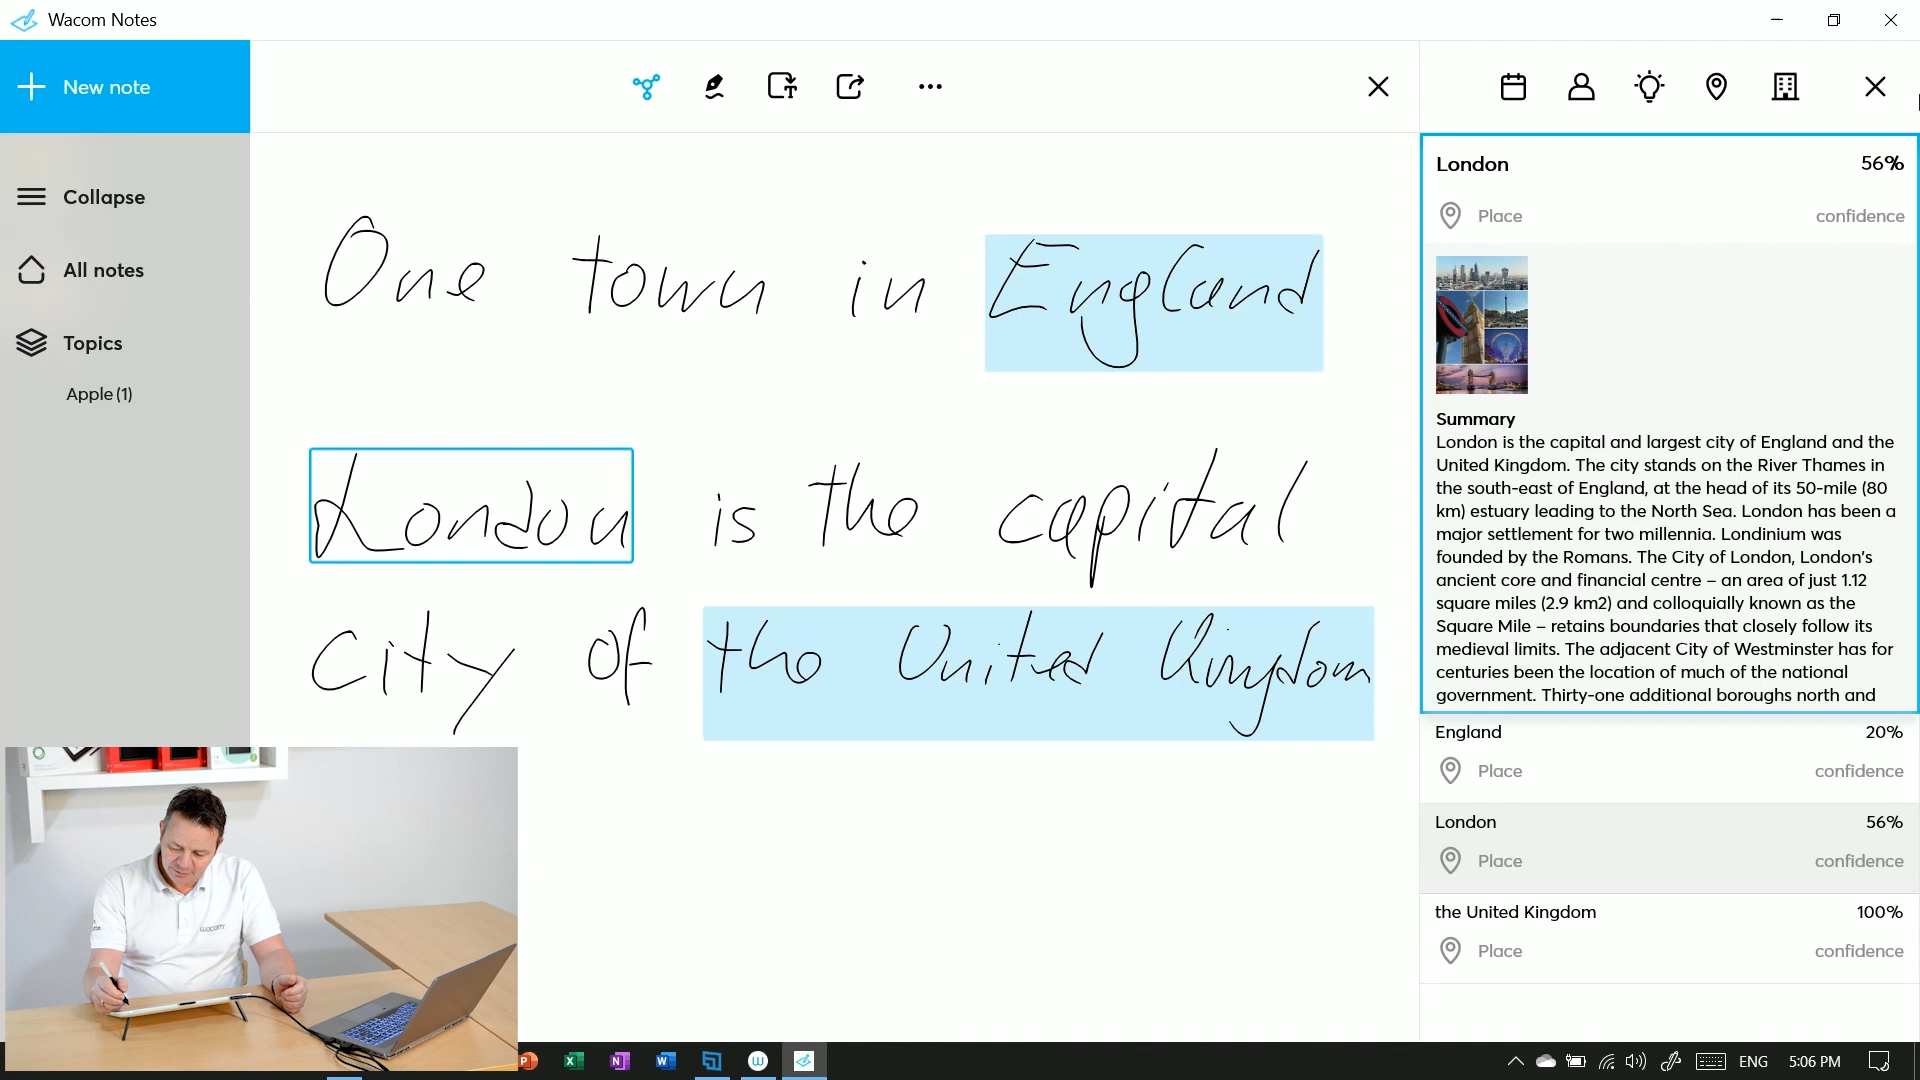 Wacom Notes
New note
Collapse
All notes
Topics
Apple (1)
One town in England
London is the capital
city of the United Kingdom
London 56%
Place confidence
Summary
London is the capital and largest city of England and the
United Kingdom. The city stands on the River Thames in
the south-east of England, at the head of its 50-mile (80
km) estuary leading to the North Sea. London has been a
major settlement for two millennia. Londinium was
founded by the Romans. The City of London, London's
ancient core and financial centre – an area of just 1.12
square miles (2.9 km2) and colloquially known as the
Square Mile – retains boundaries that closely follow its
medieval limits. The adjacent City of Westminster has for
centuries been the location of much of the national
government. Thirty-one additional boroughs north and
England 20%
Place confidence
London 56%
Place confidence
the United Kingdom 100%
Place confidence
wacom
ENG 5:06 PM